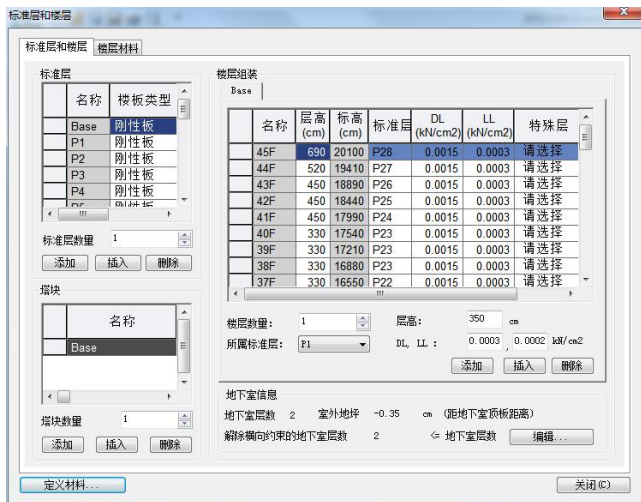 标准层和楼层
标准层和楼层 楼层材料
标准层
名称 楼板类型
Base 刚性板
P1 刚性板
P2 刚性板
P3 刚性板
P4 刚性板
标准层数量 1
添加 插入 删除
塔块
名称
Base
塔块数量 1
添加 插入 删除
楼层组装
Base
名称 层高(cm) 标高(cm) 标准层 DL(kN/cm2) LL(kN/cm2) 特殊层
45F 690 20100 P28 0.0015 0.0003 请选择
44F 520 19410 P27 0.0015 0.0003 请选择
43F 450 18890 P26 0.0015 0.0003 请选择
42F 450 18440 P25 0.0015 0.0003 请选择
41F 450 17990 P24 0.0015 0.0003 请选择
40F 330 17540 P23 0.0015 0.0003 请选择
39F 330 17210 P23 0.0015 0.0003 请选择
38F 330 16880 P23 0.0015 0.0003 请选择
37F 330 16550 P22 0.0015 0.0003 请选择
楼层数量: 1 层高: 350 cm
所属标准层: P1 DL, LL : 0.0003 , 0.0002 kN/cm2
添加 插入 删除
地下室信息
地下室层数 2 室外地坪 -0.35 cm (距地下室顶板距离)
解除横向约束的地下室层数 2 <= 地下室层数 编辑...
定义材料... 关闭(C)